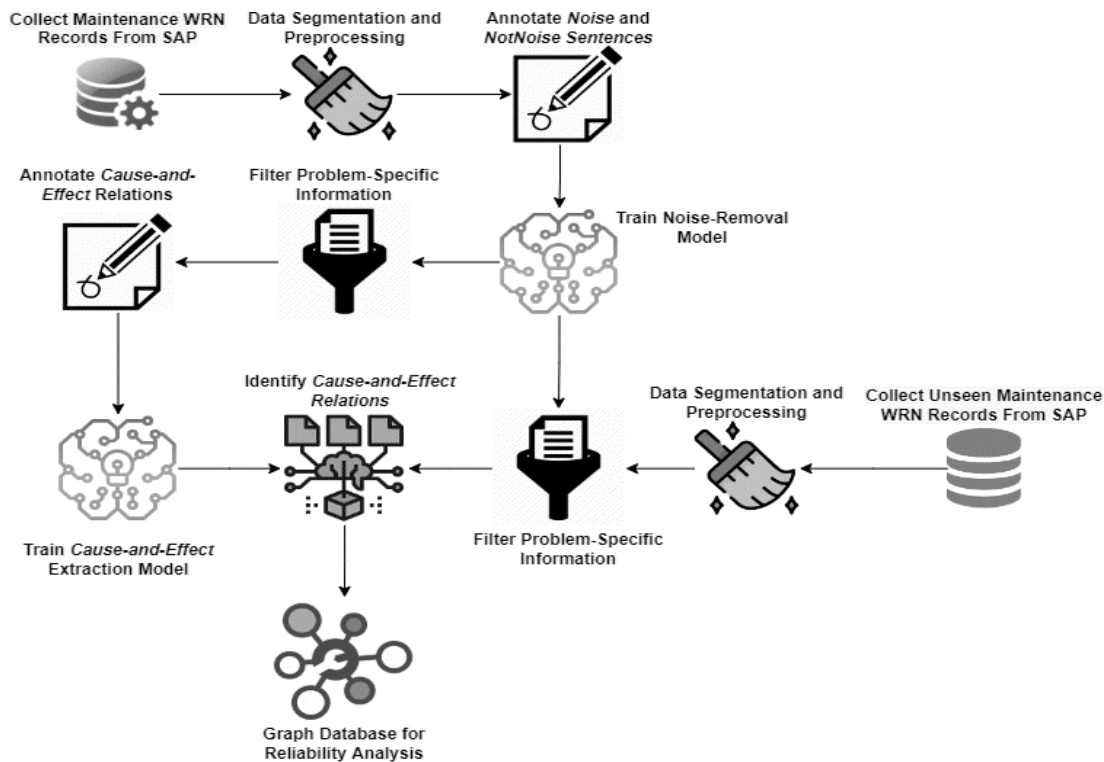 Collect Maintenance WRN
Records From SAP
Data Segmentation and
Preprocessing
Annotate Noise and
NotNoise Sentences
Annotate Cause-and-
Effect Relations
Filter Problem-Specific
Information
Train Noise-Removal
Model
Identify Cause-and-Effect
Relations
Data Segmentation and
Preprocessing
Collect Unseen Maintenance
WRN Records From SAP
Train Cause-and-Effect
Extraction Model
Filter Problem-Specific
Information
Graph Database for
Reliability Analysis